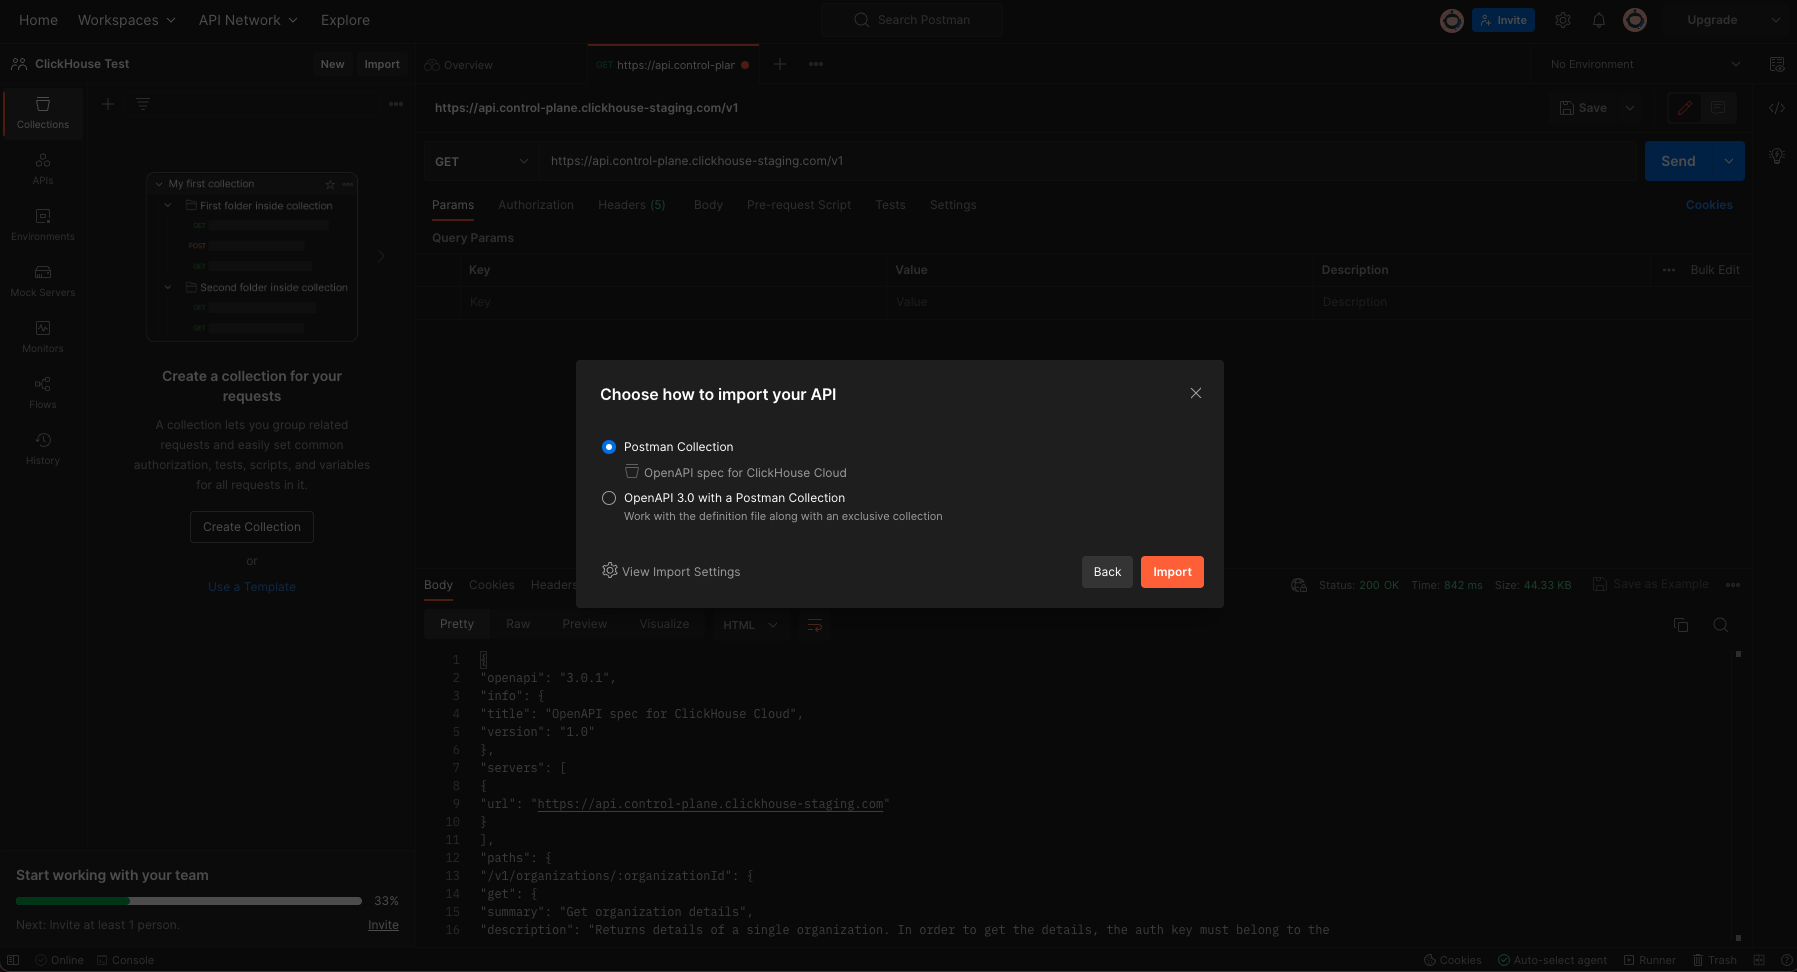 Home Workspaces API Network Explore Search Postman Invite Upgrade
ClickHouse Test New Import Overview GET https://api.control-plar No Environment
Collections
APIs
Environments
Mock Servers
Monitors
Flows
History
My first collection
First folder inside collection
GET
POST
GET
Second folder inside collection
GET
GET
Create a collection for your
requests
A collection lets you group related
requests and easily set common
authorization, tests, scripts, and variables
for all requests in it.
Create Collection
or
Use a Template
Start working with your team
33%
Next: Invite at least 1 person. Invite
https://api.control-plane.clickhouse-staging.com/v1 Save
GET https://api.control-plane.clickhouse-staging.com/v1 Send
Params Authorization Headers (5) Body Pre-request Script Tests Settings Cookies
Query Params
Key Value Description Bulk Edit
Key Value Description
Choose how to import your API
Postman Collection
OpenAPI spec for ClickHouse Cloud
OpenAPI 3.0 with a Postman Collection
Work with the definition file along with an exclusive collection
View Import Settings Back Import
Body Cookies Headers Status: 200 OK Time: 842 ms Size: 44.33 KB Save as Example
Pretty Raw Preview Visualize HTML
1 {
2 "openapi": "3.0.1",
3 "info": {
4 "title": "OpenAPI spec for ClickHouse Cloud",
5 "version": "1.0"
6 },
7 "servers": [
8 {
9 "url": "https://api.control-plane.clickhouse-staging.com"
10 }
11 ],
12 "paths": {
13 "/v1/organizations/:organizationId": {
14 "get": {
15 "summary": "Get organization details",
16 "description": "Returns details of a single organization. In order to get the details, the auth key must belong to the
Online Console Cookies Auto-select agent Runner Trash